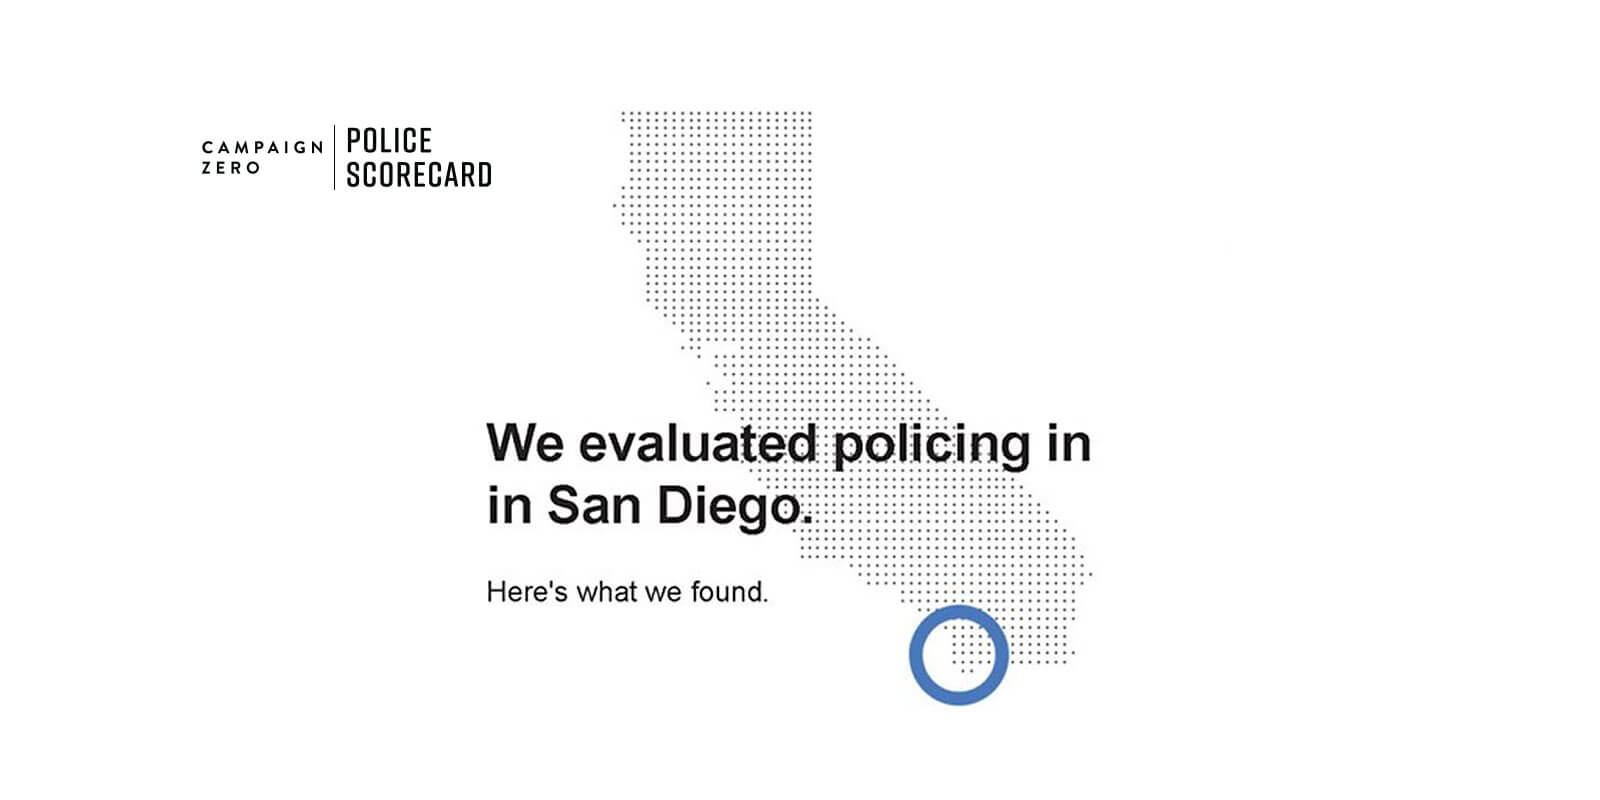 CAMPAIGN
ZERO
POLICE
SCORECARD
We evaluated policing in
in San Diego.
Here's what we found.